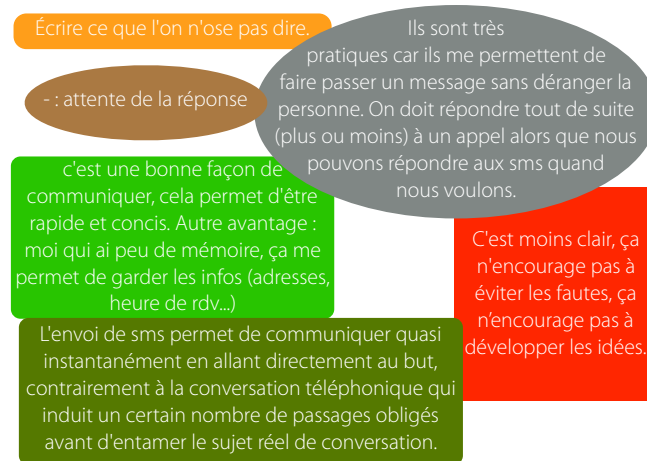 Écrire ce que l'on n'ose pas dire.
Ils sont très
pratiques car ils me permettent de
faire passer un message sans déranger la
personne. On doit répondre tout de suite
(plus ou moins) à un appel alors que nous
pouvons répondre aux sms quand
nous voulons.
- : attente de la réponse
c'est une bonne façon de
communiquer, cela permet d'être
rapide et concis. Autre avantage :
moi qui ai peu de mémoire, ça me
permet de garder les infos (adresses,
heure de rdv...)
C'est moins clair, ça
n'encourage pas à
éviter les fautes, ça
n’encourage pas à
développer les idées.
L'envoi de sms permet de communiquer quasi
instantanément en allant directement au but,
contrairement à la conversation téléphonique qui
induit un certain nombre de passages obligés
avant d'entamer le sujet réel de conversation.